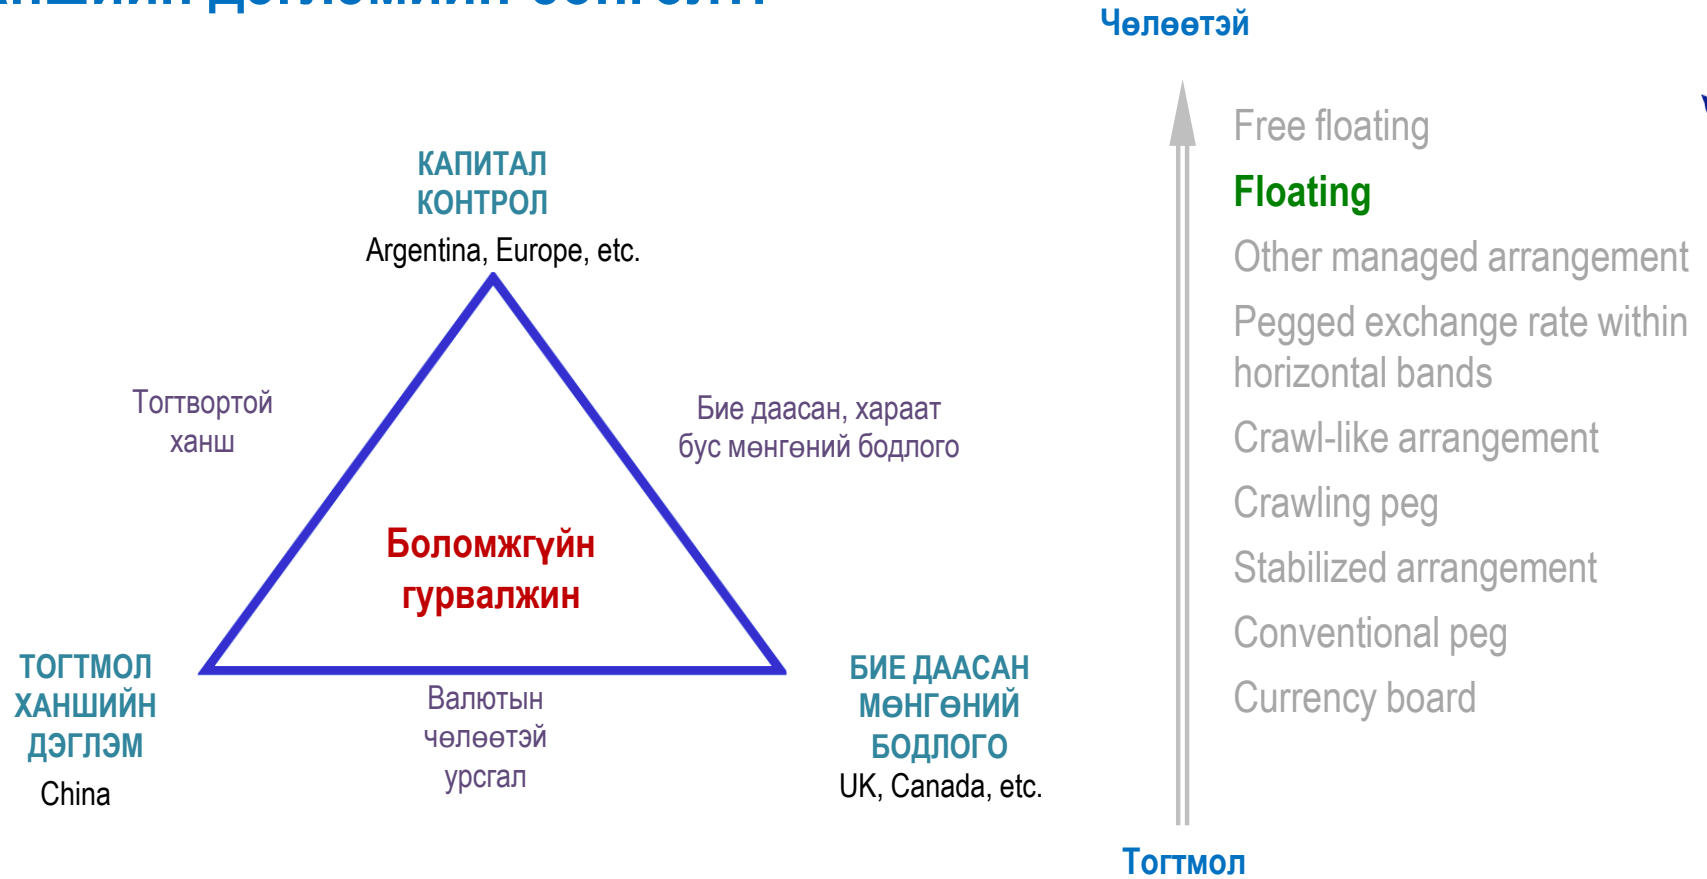 Чөлөөтэй
КАПИТАЛ
КОНТРОЛ
Argentina, Europe, etc.
Тогтвортой
ханш
Бие даасан, хараат
бус мөнгөний бодлого
Боломжгүйн
гурвалжин
ТОГТМОЛ
ХАНШИЙН
ДЭГЛЭМ
China
Валютын
чөлөөтэй
урсгал
БИЕ ДААСАН
МӨНГӨНИЙ
БОДЛОГО
UK, Canada, etc.
Free floating
Floating
Other managed arrangement
Pegged exchange rate within
horizontal bands
Crawl-like arrangement
Crawling peg
Stabilized arrangement
Conventional peg
Currency board
Тогтмол